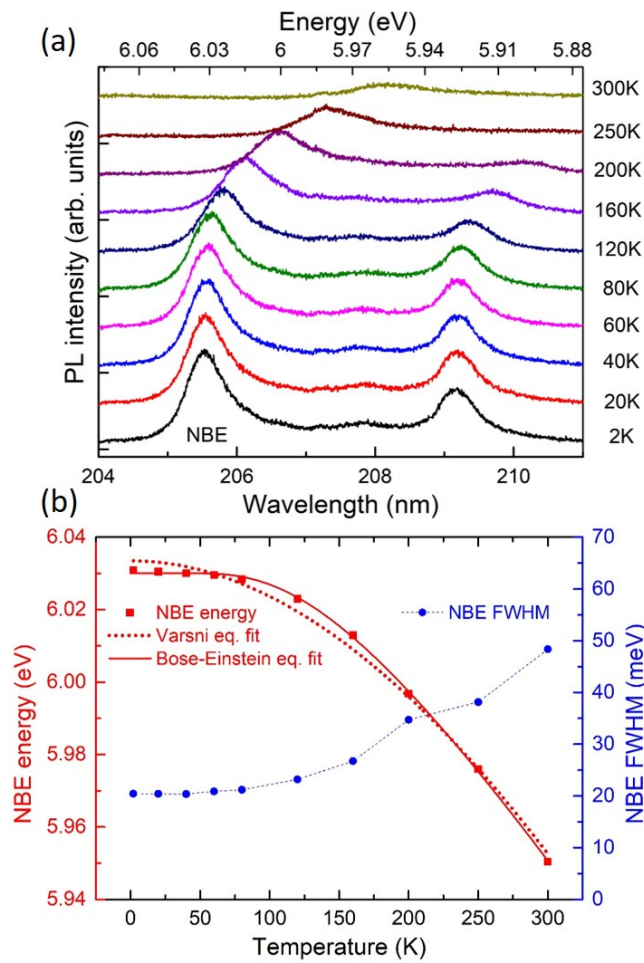 (a)
Energy (eV)
6.06 6.03 6 5.97 5.94 5.91 5.88
PL intensity (arb. units)
300K
250K
200K
160K
120K
80K
60K
40K
20K
2K
NBE
204 206 208 210
Wavelength (nm)
(b)
6.04
6.02
6.00
5.98
5.96
5.94
NBE energy (eV)
NBE energy
Varsni eq. fit
Bose-Einstein eq. fit
NBE FWHM
70
60
50
40
30
20
10
0
NBE FWHM (meV)
0 50 100 150 200 250 300
Temperature (K)